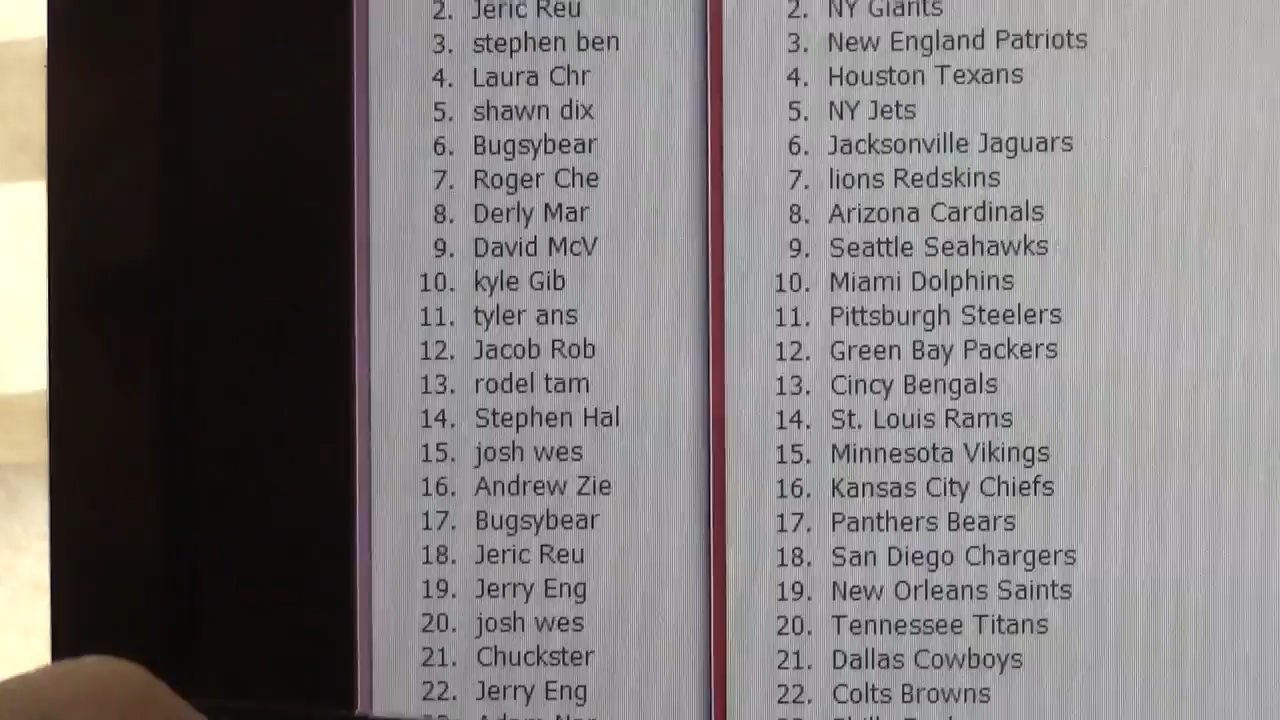 2. Jeric Reu
3. stephen ben
4. Laura Chr
5. shawn dix
6. Bugsybear
7. Roger Che
8. Derly Mar
9. David McV
10. kyle Gib
11. tyler ans
12. Jacob Rob
13. rodel tam
14. Stephen Hal
15. josh wes
16. Andrew Zie
17. Bugsybear
18. Jeric Reu
19. Jerry Eng
20. josh wes
21. Chuckster
22. Jerry Eng
2. NY Giants
3. New England Patriots
4. Houston Texans
5. NY Jets
6. Jacksonville Jaguars
7. lions Redskins
8. Arizona Cardinals
9. Seattle Seahawks
10. Miami Dolphins
11. Pittsburgh Steelers
12. Green Bay Packers
13. Cincy Bengals
14. St. Louis Rams
15. Minnesota Vikings
16. Kansas City Chiefs
17. Panthers Bears
18. San Diego Chargers
19. New Orleans Saints
20. Tennessee Titans
21. Dallas Cowboys
22. Colts Browns